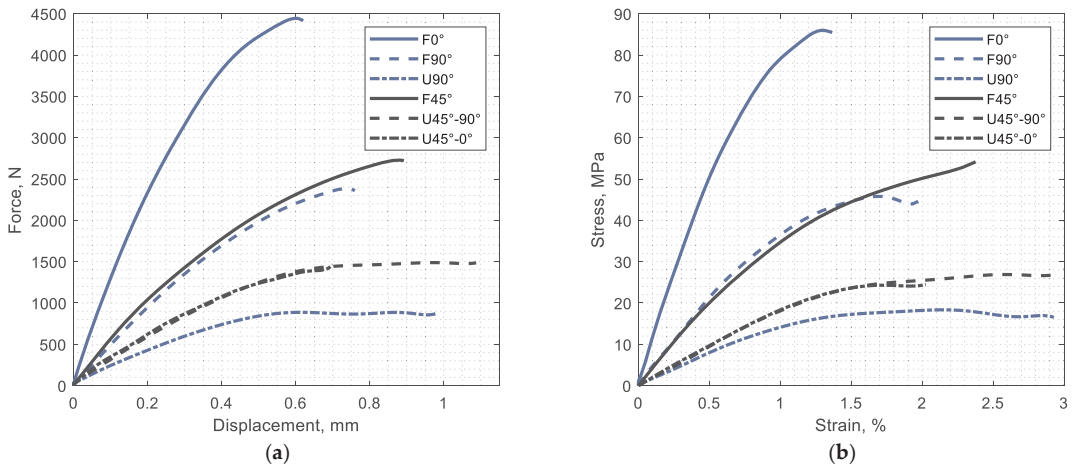 4500
4000
3500
3000
2500
2000
1500
1000
500
0
Force, N
0
0.2
0.4
0.6
0.8
1
Displacement, mm
F0°
F90°
U90°
F45°
U45°-90°
U45°-0°
(a)
90
80
70
60
50
40
30
20
10
0
Stress, MPa
0
0.5
1
1.5
2
2.5
3
Strain, %
F0°
F90°
U90°
F45°
U45°-90°
U45°-0°
(b)